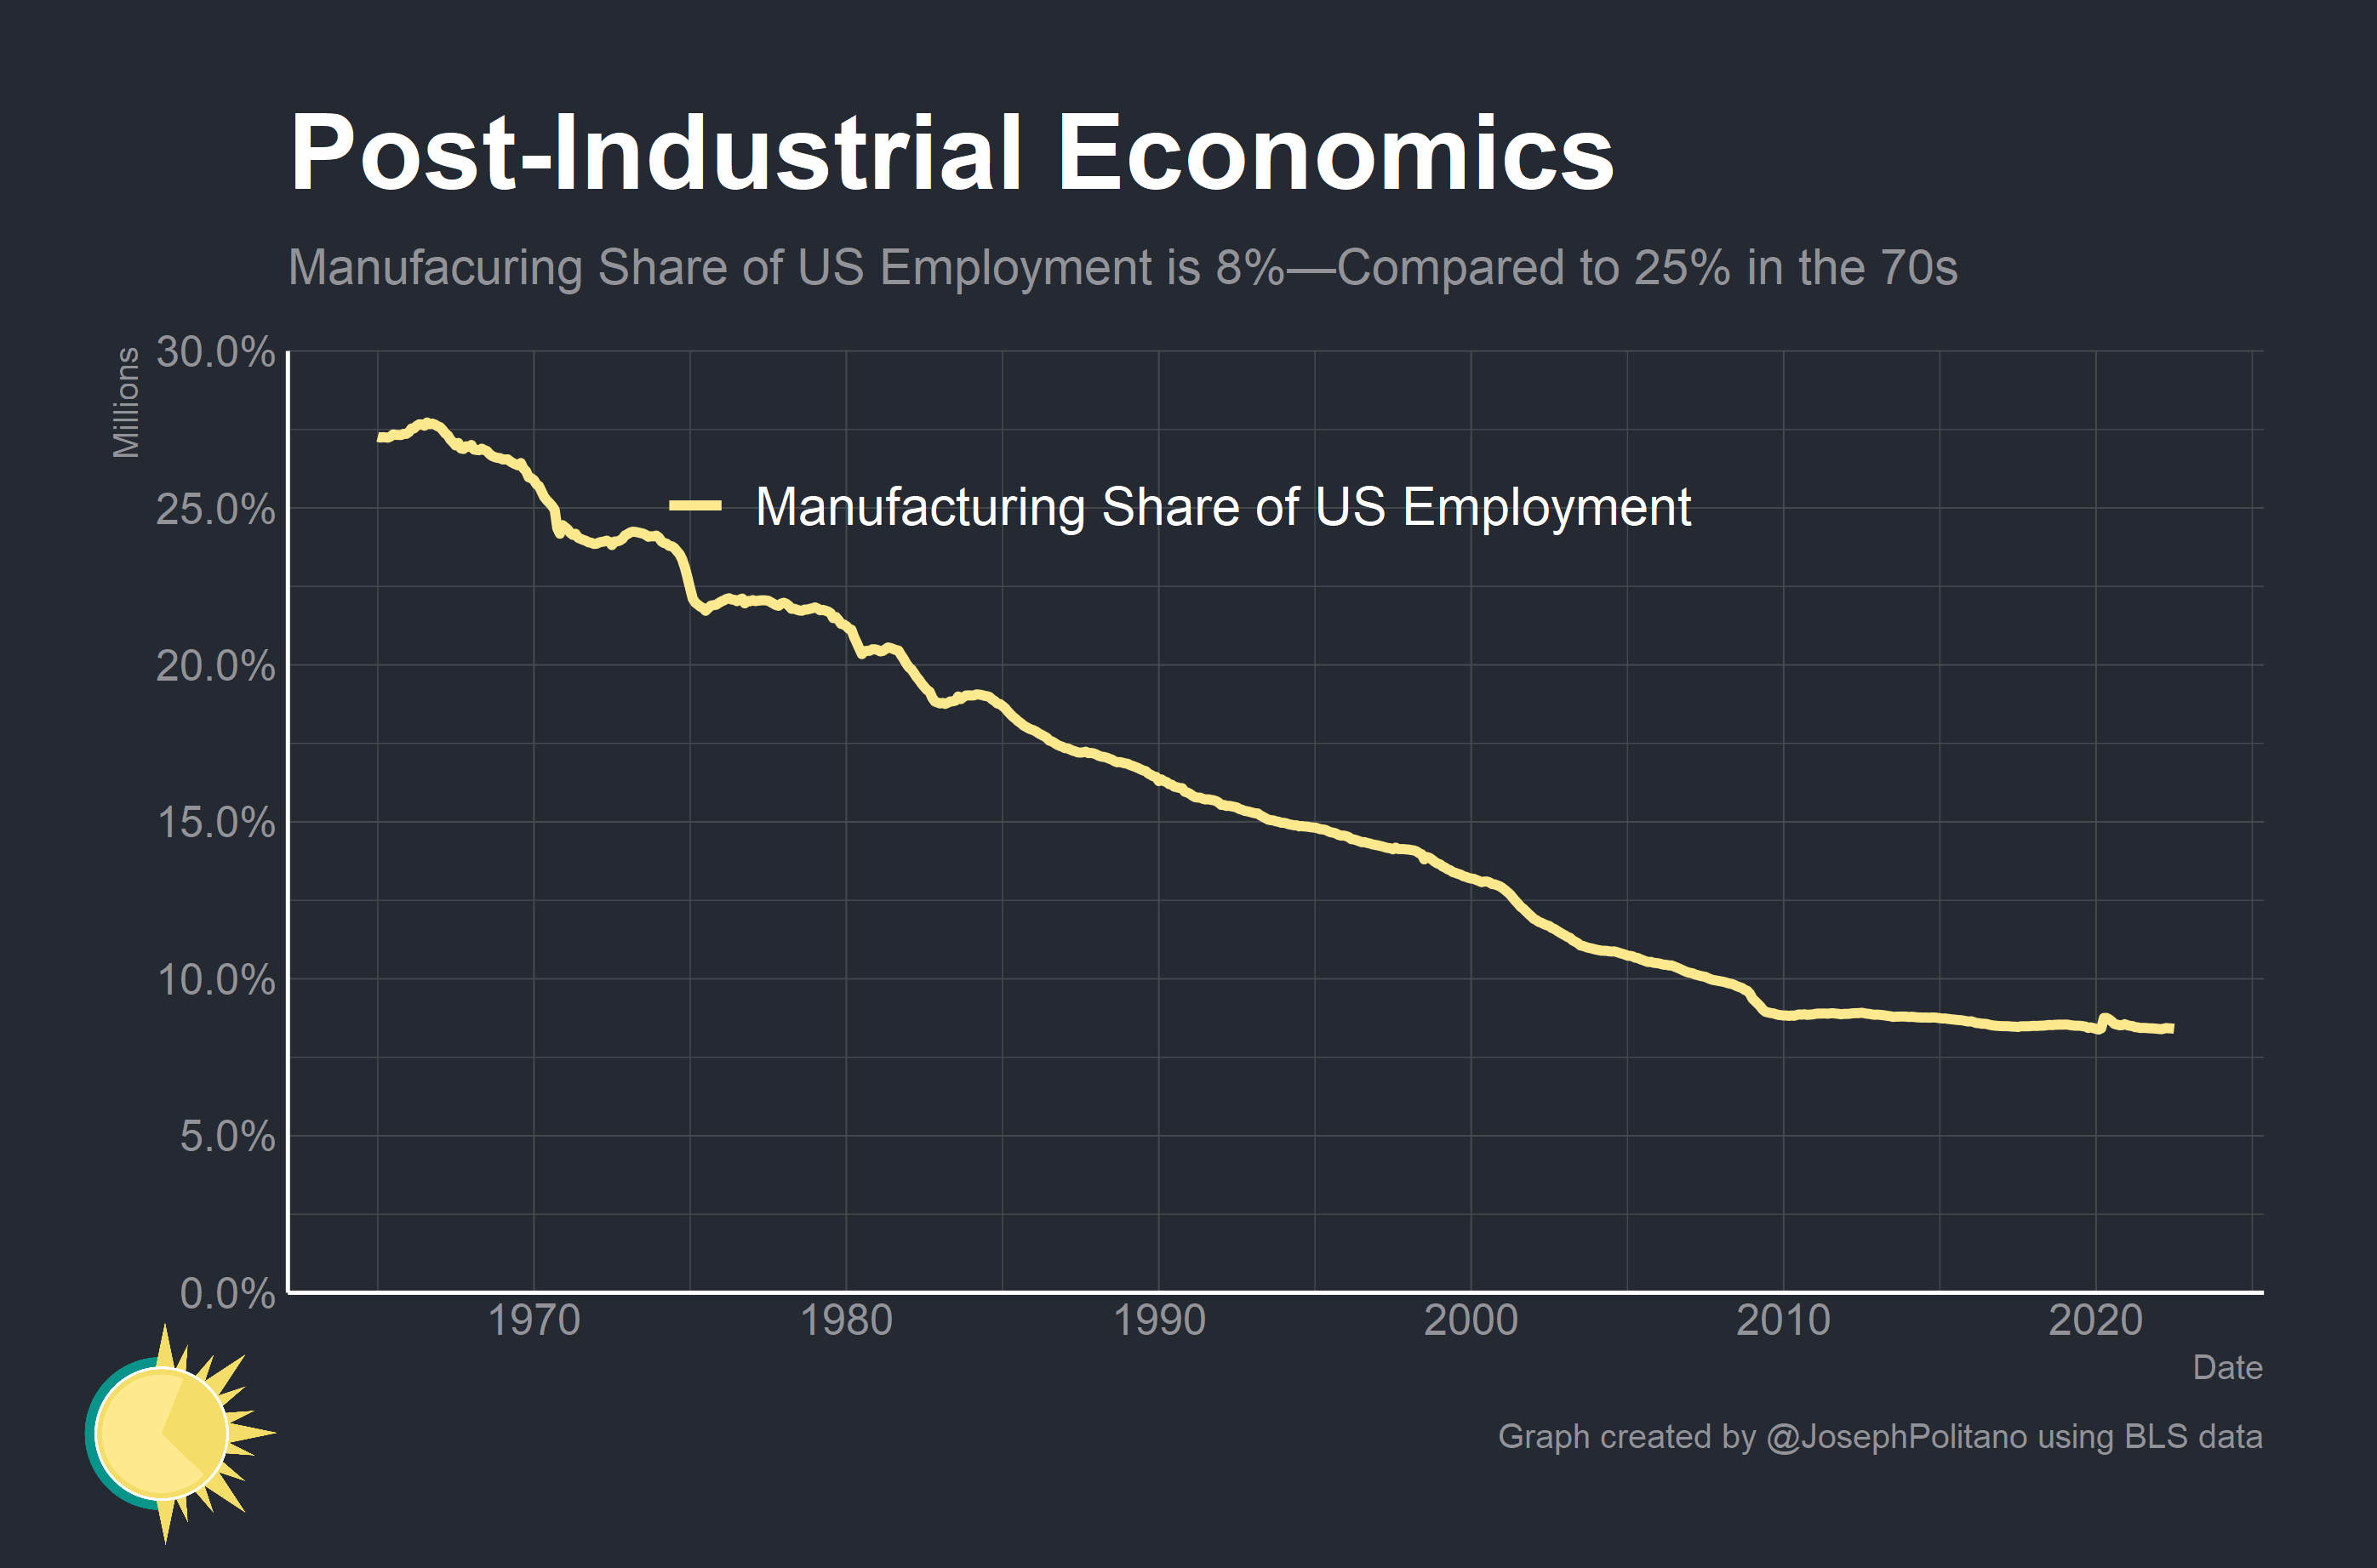 Post-Industrial Economics
Manufacuring Share of US Employment is 8%—Compared to 25% in the 70s
Millions
30.0%
25.0%
20.0%
15.0%
10.0%
5.0%
0.0%
Manufacturing Share of US Employment
1970 1980 1990 2000 2010 2020
Date
Graph created by @JosephPolitano using BLS data